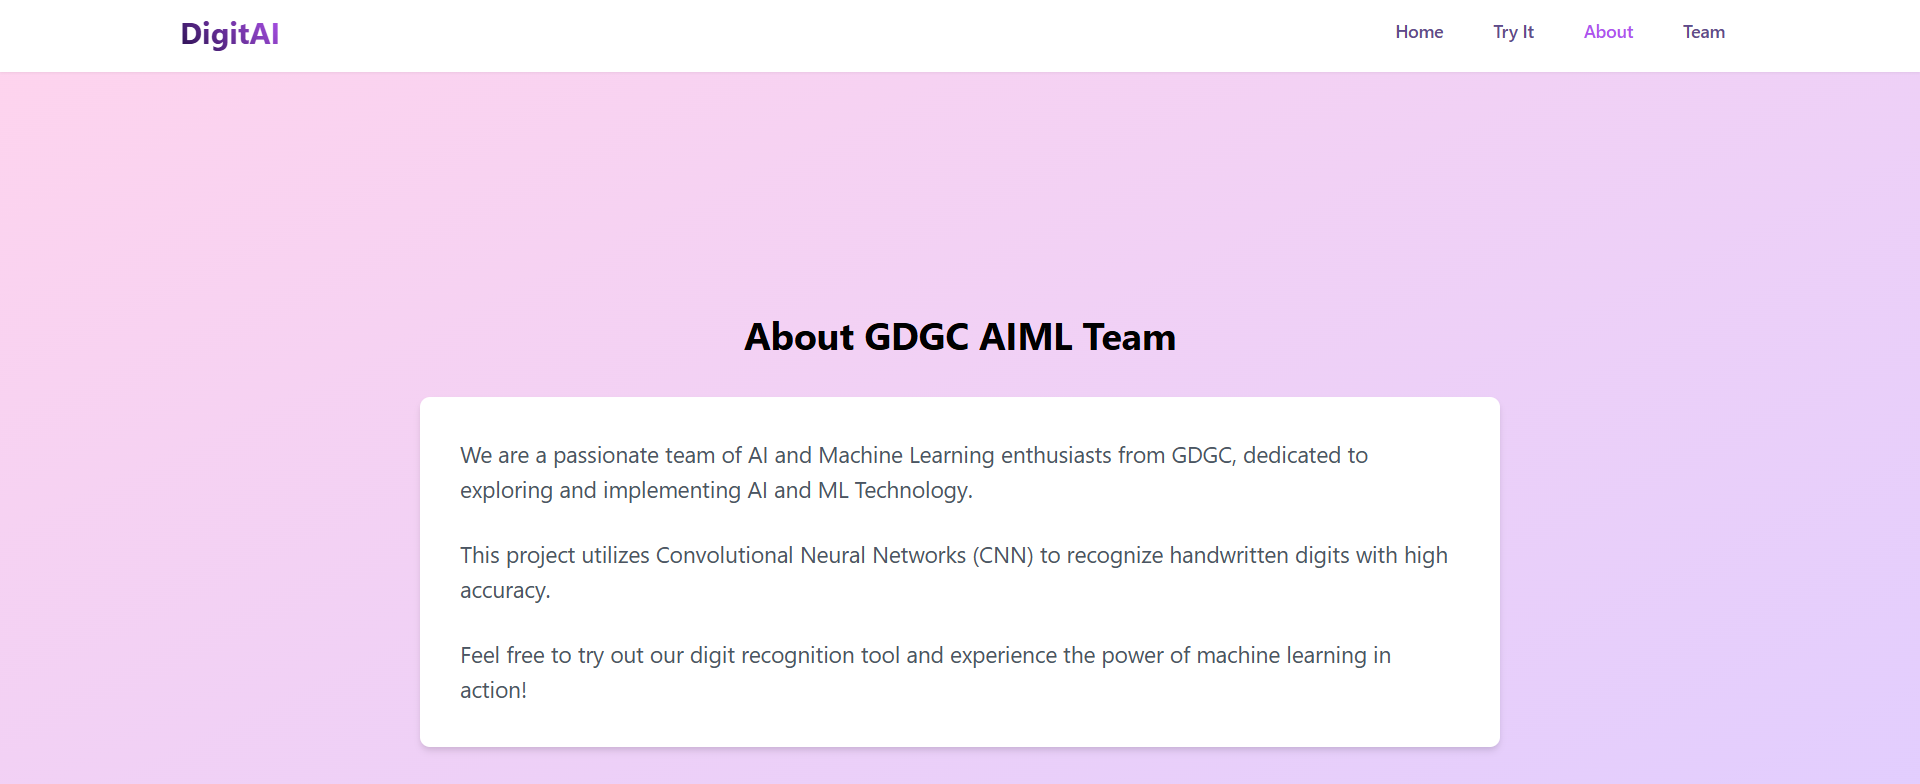 DigitAI
Home Try It About Team
About GDGC AIML Team
We are a passionate team of AI and Machine Learning enthusiasts from GDGC, dedicated to
exploring and implementing AI and ML Technology.
This project utilizes Convolutional Neural Networks (CNN) to recognize handwritten digits with high
accuracy.
Feel free to try out our digit recognition tool and experience the power of machine learning in
action!